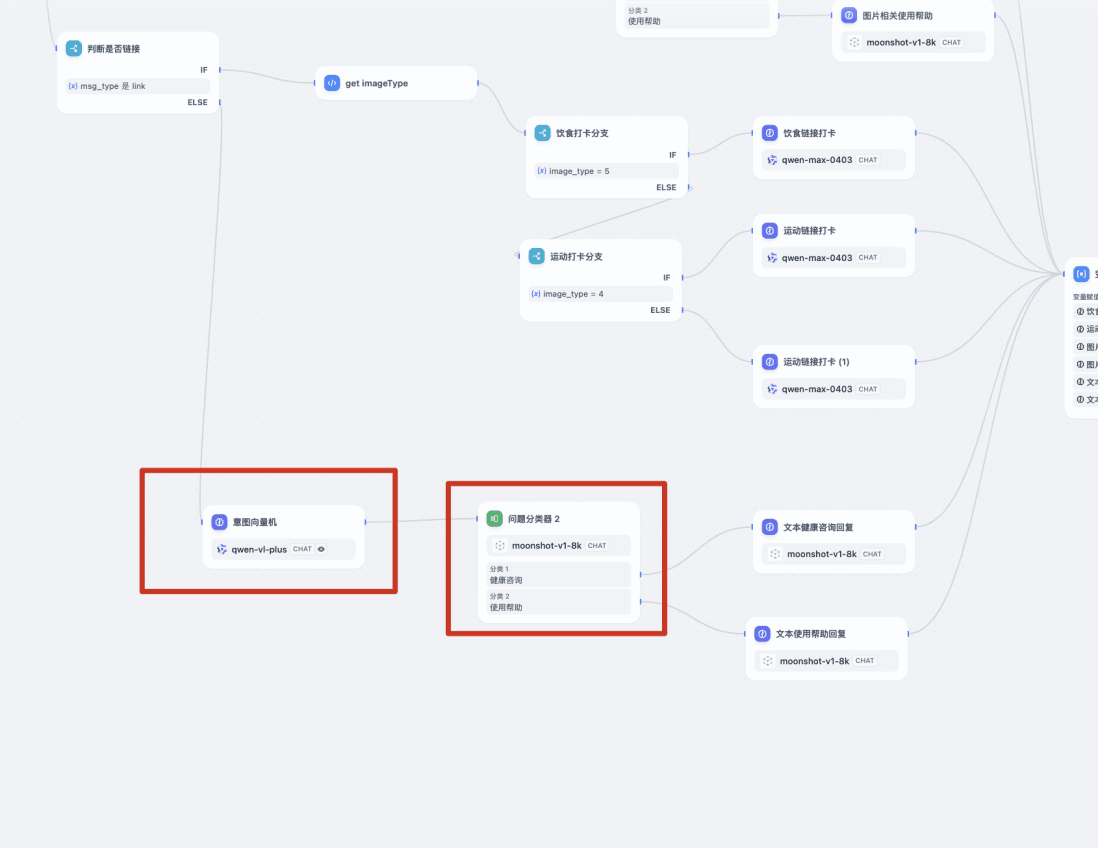 分类 2
使用帮助
图片相关使用帮助
moonshot-v1-8k CHAT
判断是否链接
IF
{x} msg_type 是 link
ELSE
get imageType
饮食打卡分支
IF
{x} image_type = 5
ELSE
运动打卡分支
IF
{x} image_type = 4
ELSE
饮食链接打卡
qwen-max-0403 CHAT
运动链接打卡
qwen-max-0403 CHAT
运动链接打卡 (1)
qwen-max-0403 CHAT
变量赋值
饮食
运动
图片
图片
文本
文本
意图向量机
qwen-vl-plus CHAT
问题分类器 2
moonshot-v1-8k CHAT
分类 1
健康咨询
分类 2
使用帮助
文本健康咨询回复
moonshot-v1-8k CHAT
文本使用帮助回复
moonshot-v1-8k CHAT